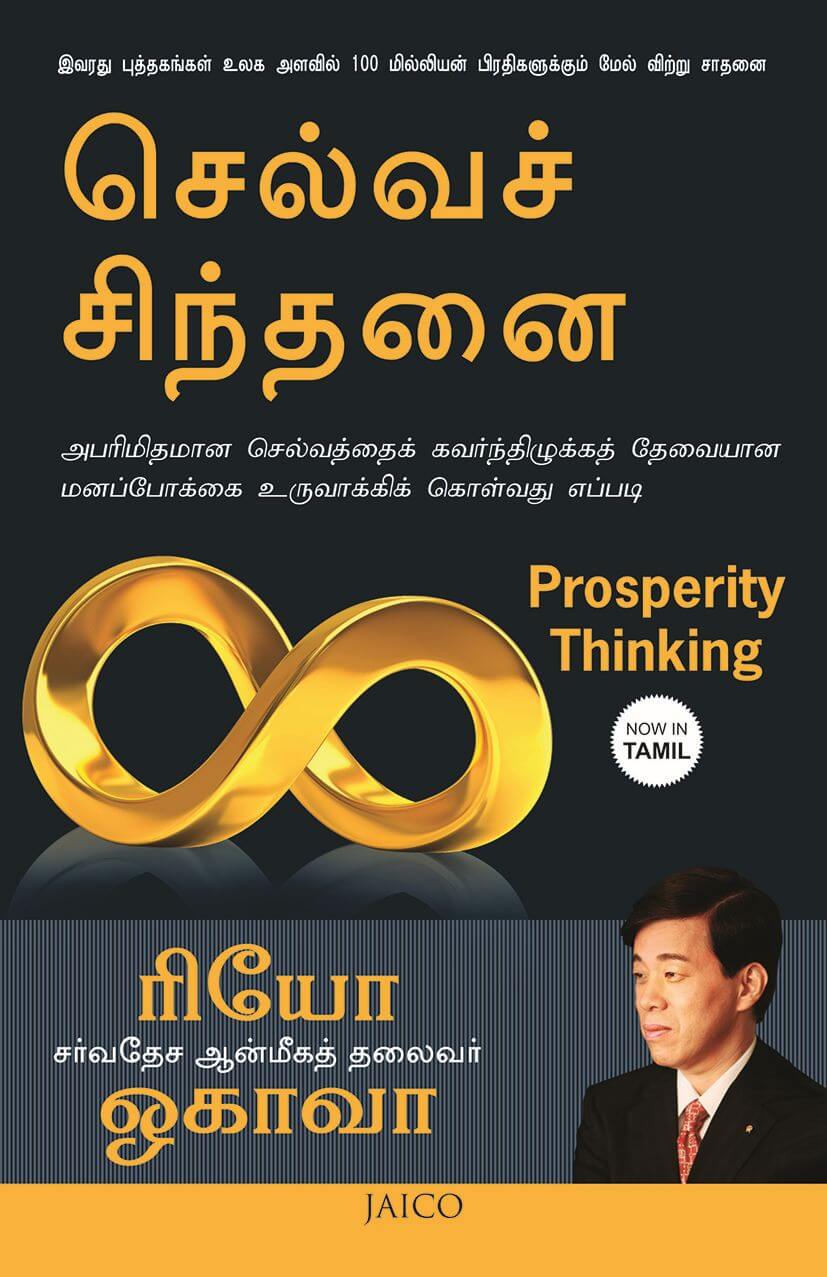 இவரது புத்தகங்கள் உலக அளவில் 100 மில்லியன் பிரதிகளுக்கும் மேல் விற்று சாதனை
செல்வச்
சிந்தனை
அபரிமிதமான செல்வத்தைக் கவர்ந்திழுக்கத் தேவையான
மனப்போக்கை உருவாக்கிக் கொள்வது எப்படி
Prosperity
Thinking
NOW IN
TAMIL
ரியோ
சர்வதேச ஆன்மீகத் தலைவர்
ஒகாவா
JAICO